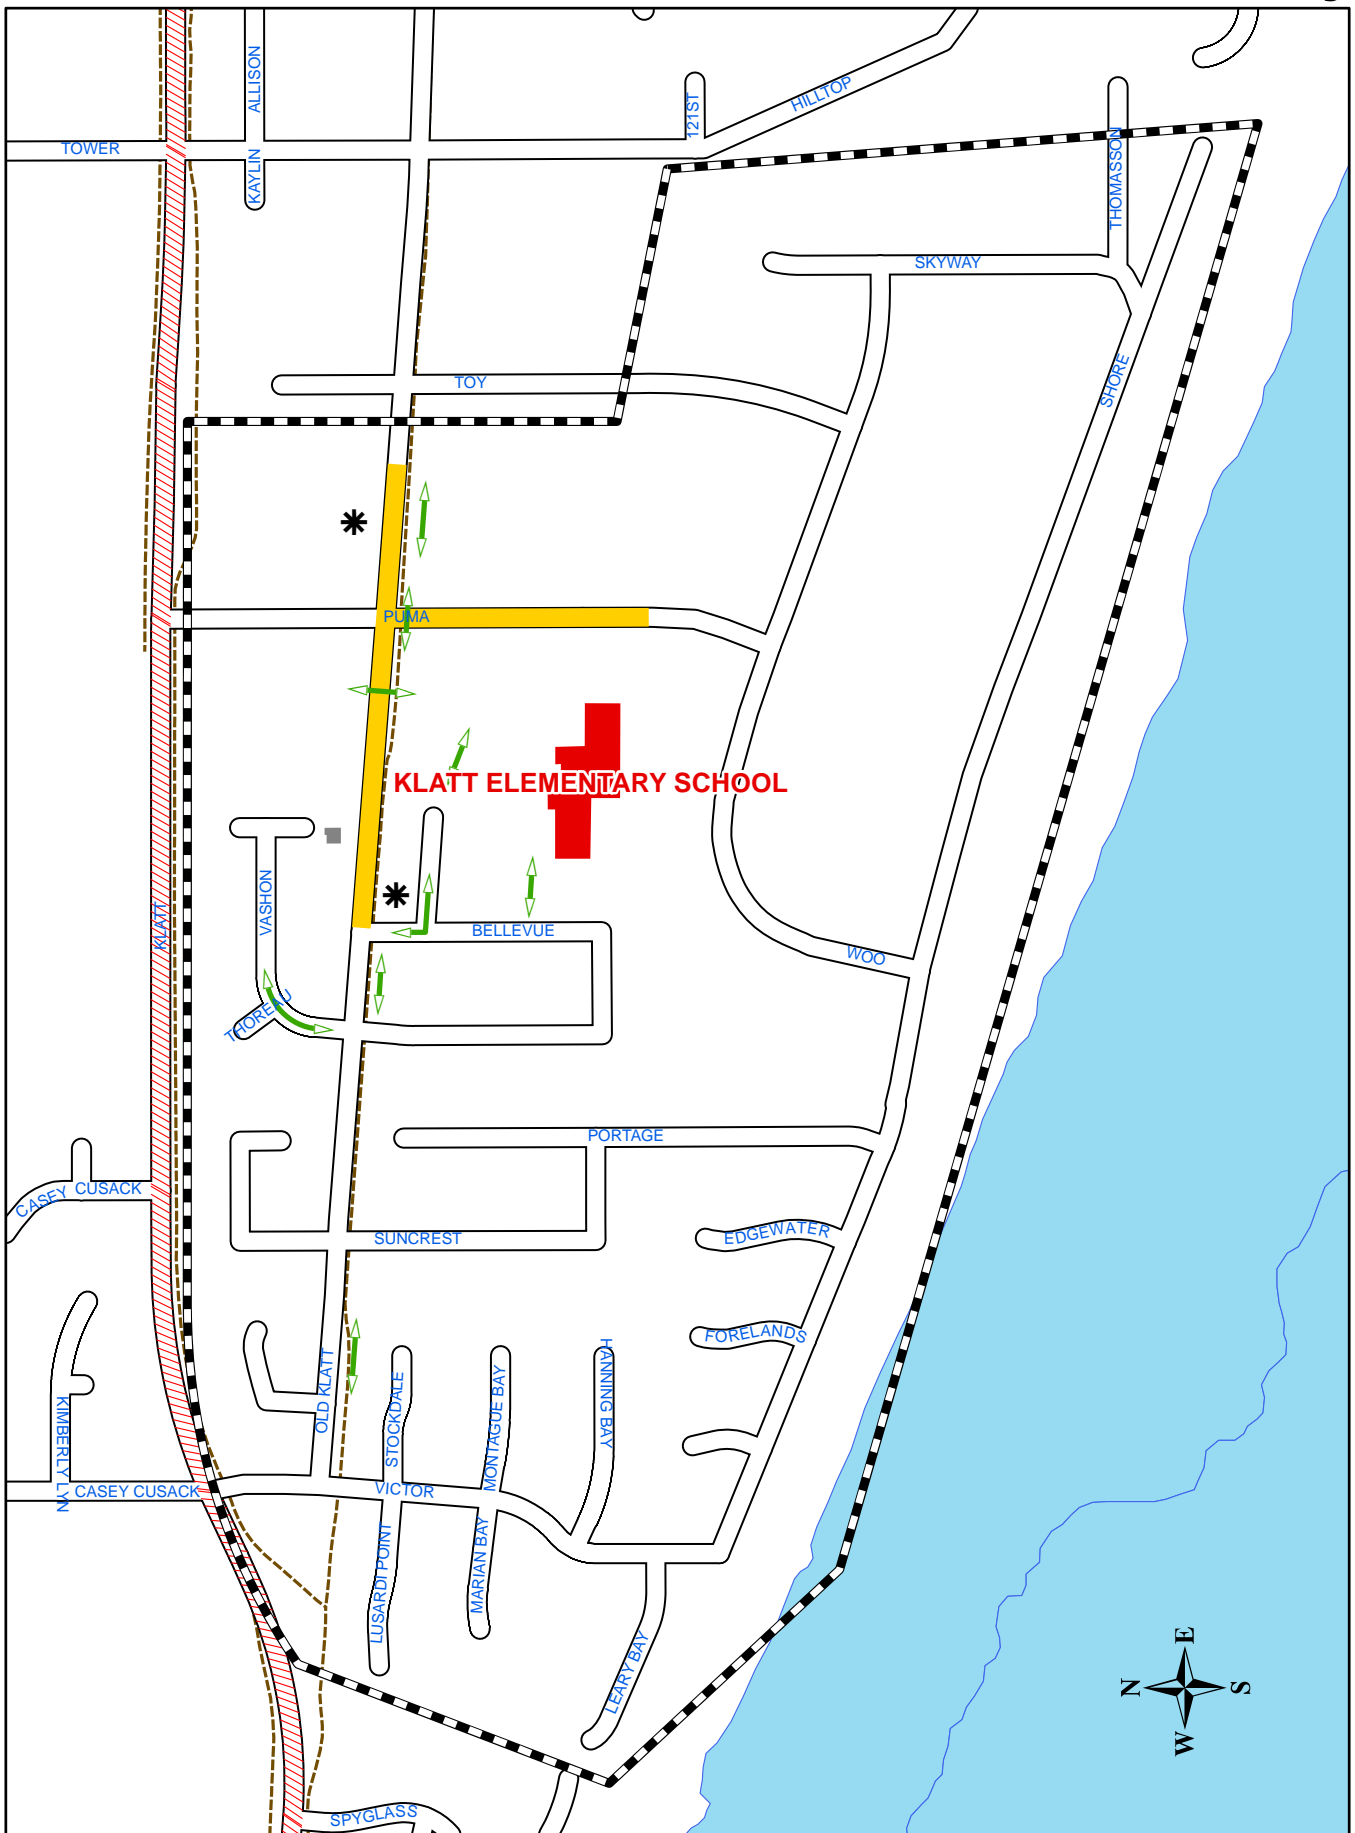 ALLISON
HILLTOP
121ST
TOWER
KAYLIN
THOMASSON
SKYWAY
TOY
SHORE
PUMA
KLATT ELEMENTARY SCHOOL
VASHON
KLATT
BELLEVUE
WOO
THOREAU
PORTAGE
CASEY CUSACK
SUNCREST
EDGEWATER
FORELANDS
OLD KLATT
STOCKDALE
MONTAGUE BAY
HANNING BAY
KIMBERLY LYN
CASEY CUSACK
VICTOR
LUSARDI POINT
MARIAN BAY
LEARY BAY
E
N
S
W
SPYGLASS